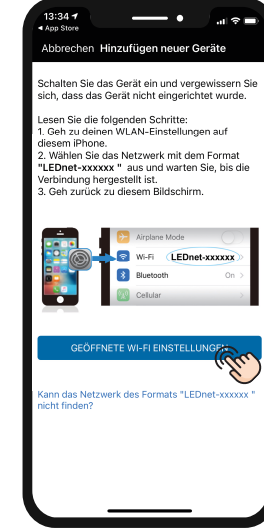 13:34
App Store
Abbrechen Hinzufügen neuer Geräte
Schalten Sie das Gerät ein und vergewissern Sie
sich, dass das Gerät nicht eingerichtet wurde.
Lesen Sie die folgenden Schritte:
1. Geh zu deinen WLAN-Einstellungen auf
diesem iPhone.
2. Wählen Sie das Netzwerk mit dem Format
"LEDnet-xxxxxx " aus und warten Sie, bis die
Verbindung hergestellt ist.
3. Geh zurück zu diesem Bildschirm.
Airplane Mode
Wi-Fi LEDnet-xxxxxx
Bluetooth On
Cellular
GEÖFFNETE WI-FI EINSTELLUNGEN
Kann das Netzwerk des Formats "LEDnet-xxxxxx "
nicht finden?